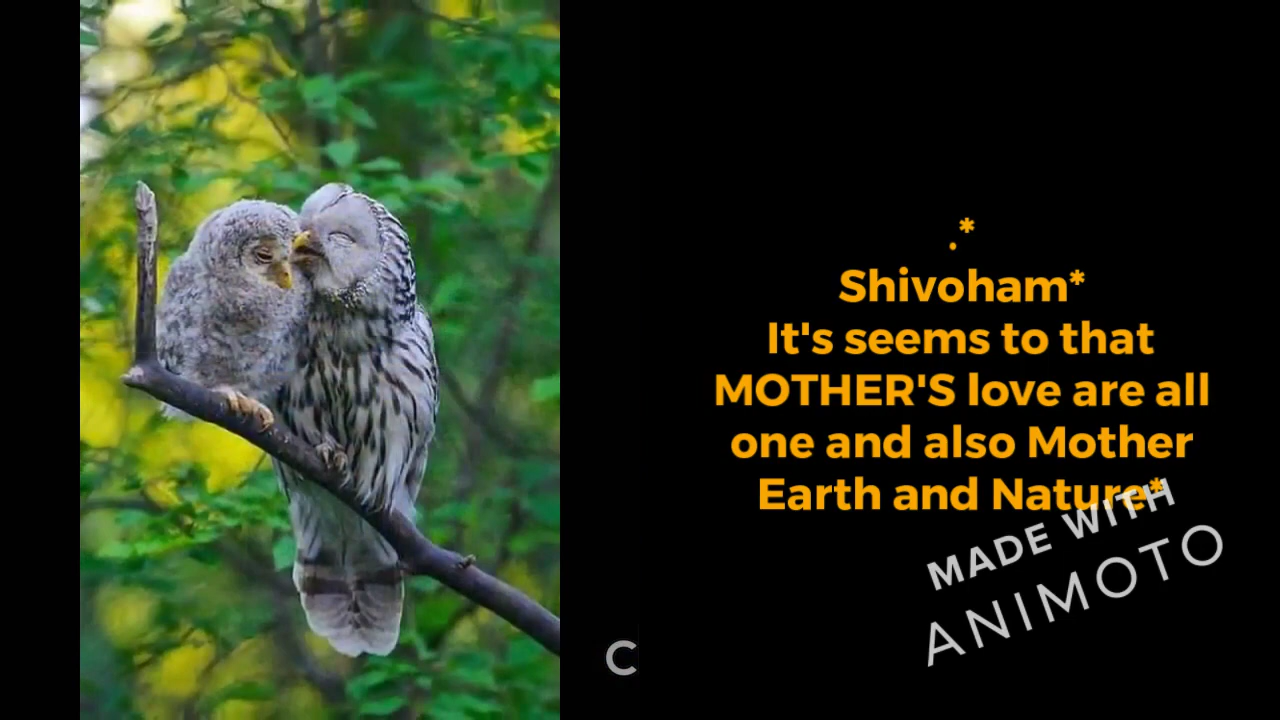 .*
Shivoham*
It's seems to that
MOTHER'S love are all
one and also Mother
Earth and Nature*
MADE WITH
ANIMOTO
C